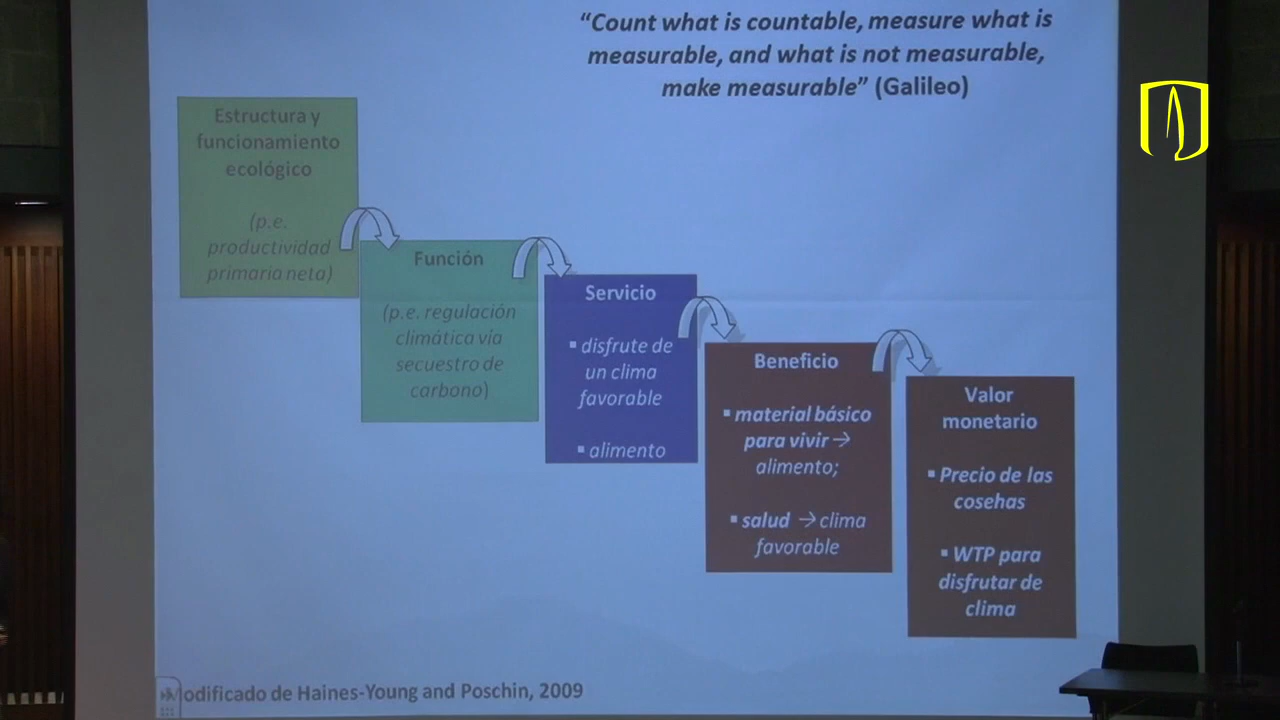 “Count what is countable, measure what is
measurable, and what is not measurable,
make measurable” (Galileo)
Estructura y
funcionamiento
ecológico
(p.e.
productividad
primaria neta)
Función
(p.e. regulación
climática vía
secuestro de
carbono)
Servicio
▪ disfrute de
un clima
favorable
▪ alimento
Beneficio
▪ material básico
para vivir →
alimento;
▪ salud → clima
favorable
Valor
monetario
▪ Precio de las
cosehas
▪ WTP para
disfrutar de
clima
Modificado de Haines-Young and Poschin, 2009